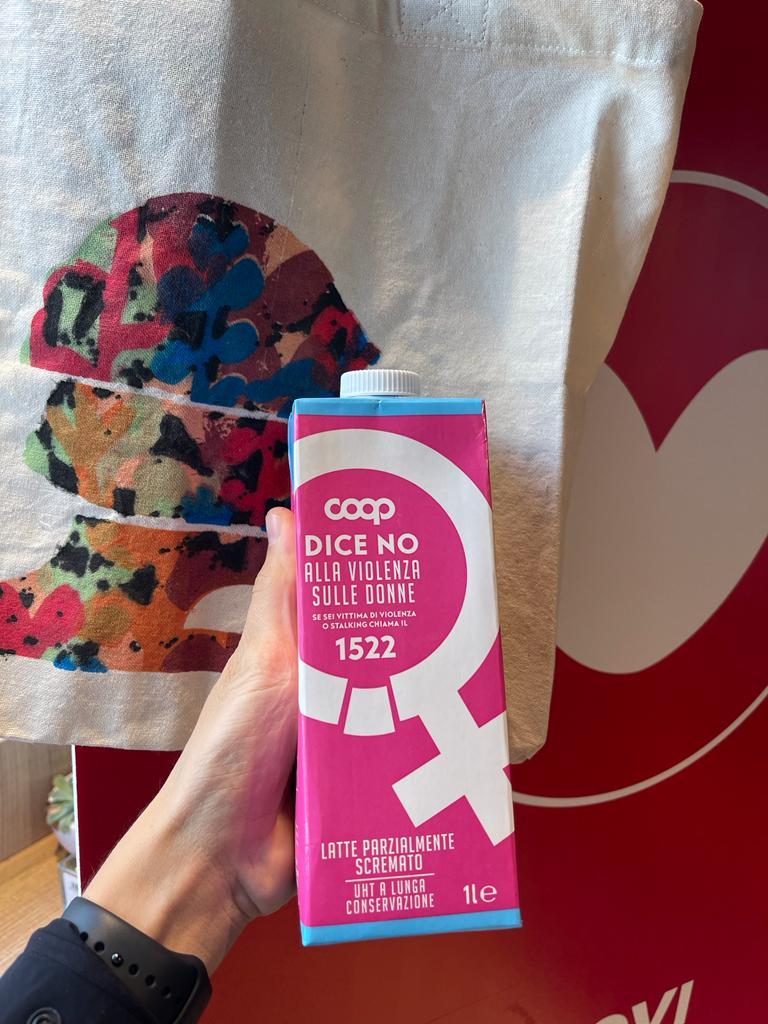 coop
DICE NO
ALLA VIOLENZA
SULLE DONNE
SE SEI VITTIMA DI VIOLENZA
O STALKING CHIAMA IL
1522
LATTE PARZIALMENTE
SCREMATO
UHT A LUNGA
CONSERVAZIONE
1l℮